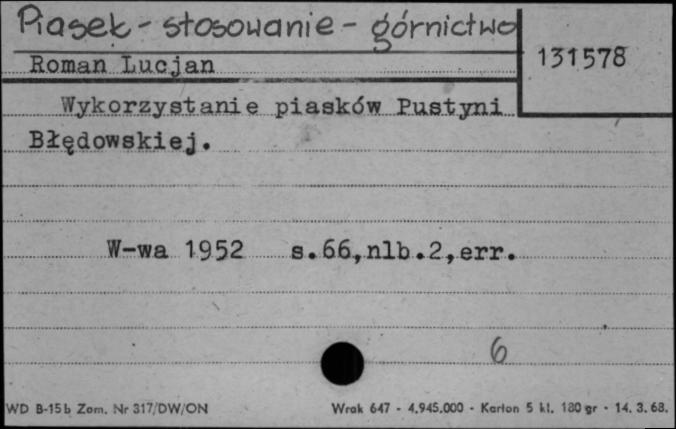 Piasek - stosowanie - górnictwo
131578
Roman Lucjan
Wykorzystanie piasków Pustyni
Błędowskiej.
W-wa 1952 s.66,nlb.2,err.
6
WD B-15b Zam. Nr 317/DW/ON
Wrak 647 - 4.945.000 - Karton 5 kl. 180 gr - 14. 3. 68.